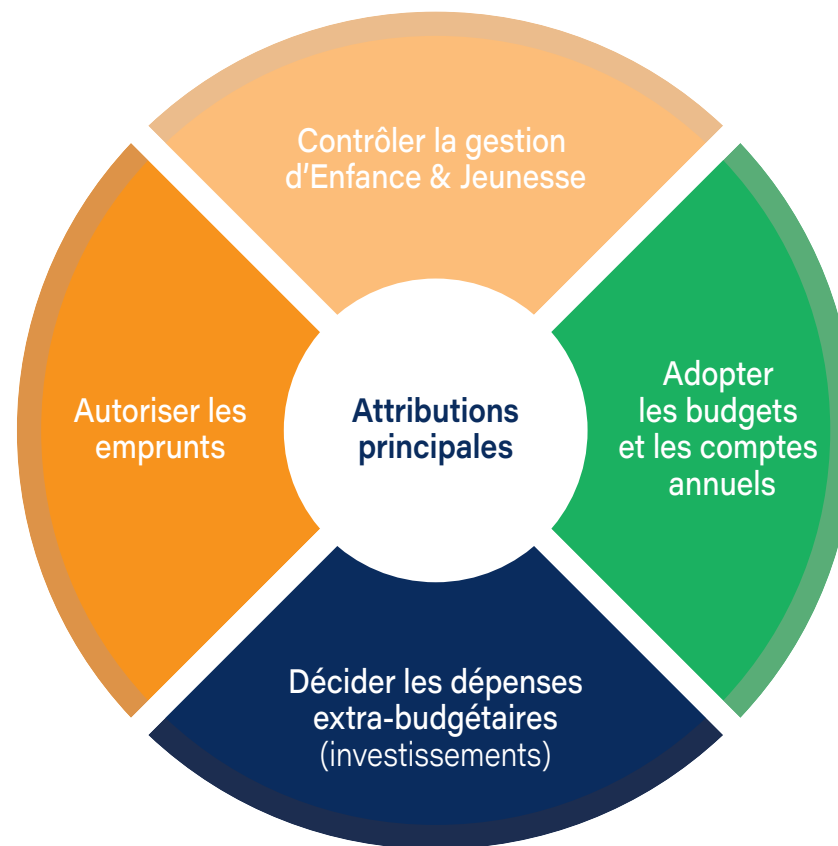 Contrôler la gestion
d'Enfance & Jeunesse
Autoriser les
emprunts
Attributions
principales
Adopter
les budgets
et les comptes
annuels
Décider les dépenses
extra-budgétaires
(investissements)